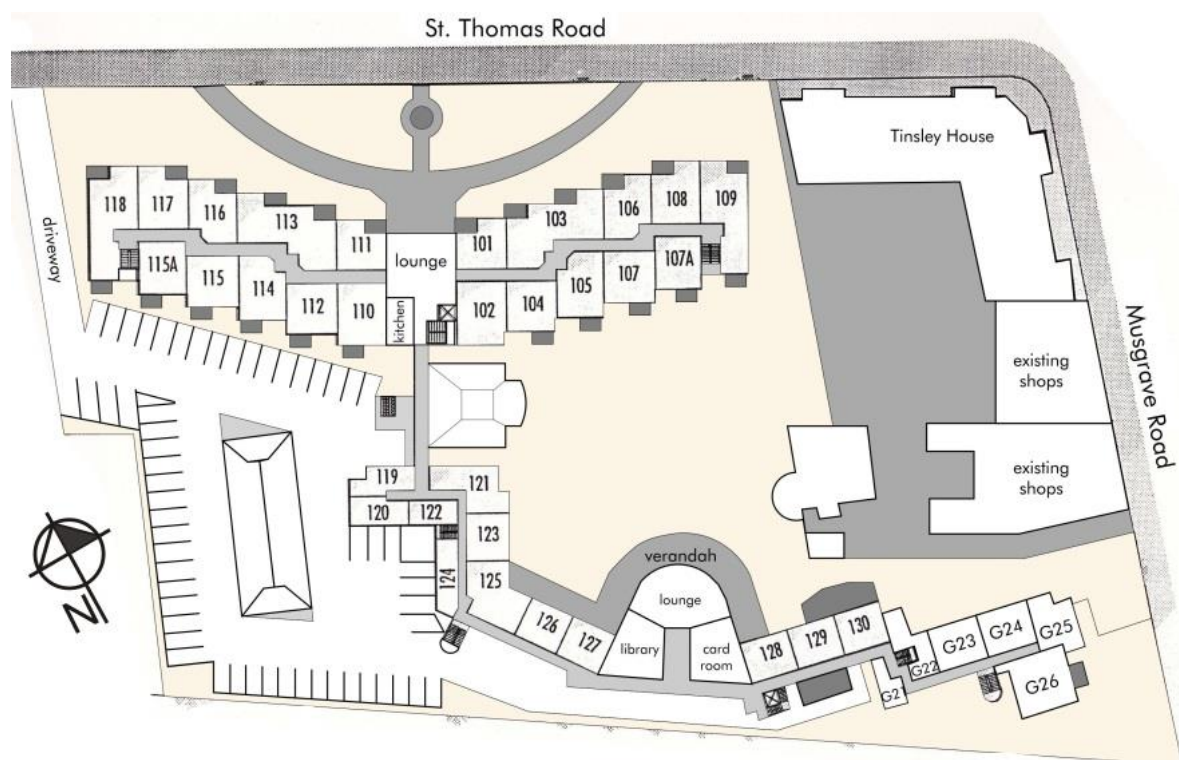 St. Thomas Road
Tinsley House
driveway
118
117
116
113
111
lounge
101
103
106
108
109
115A
115
114
112
110
kitchen
102
104
105
107
107A
existing
shops
Musgrave Road
existing
shops
119
121
120
122
123
124
125
verandah
lounge
126
127
library
card
room
128
129
130
G2
G22
G23
G24
G25
G26
N